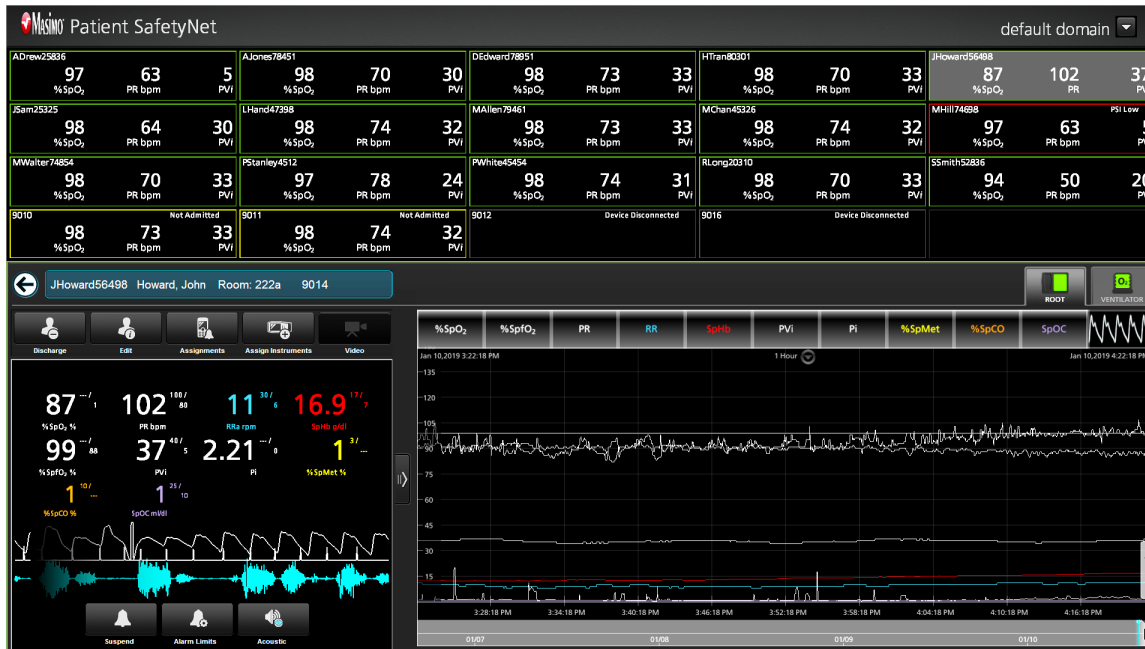 Masimo Patient SafetyNet
default domain
ADrew25836 AJones78451 DEdward78951 HTran80301 JHoward56498
97 63 5 98 70 30 98 73 33 98 70 33 87 102 37
%SpO₂ PR bpm PVi %SpO₂ PR bpm PVi %SpO₂ PR bpm PVi %SpO₂ PR bpm PVi %SpO₂ PR PV
JSam25325 LHand47398 MAllen79461 MChan45326 MHill74698 PSI Low
98 64 30 98 74 32 98 73 33 98 74 32 97 63
%SpO₂ PR bpm PVi %SpO₂ PR bpm PVi %SpO₂ PR bpm PVi %SpO₂ PR bpm PVi %SpO₂ PR bpm
MWalter74854 PStanley4512 PWhite45454 RLong20310 SSmith52836
98 70 33 97 78 24 98 74 31 98 70 33 94 50 20
%SpO₂ PR bpm PVi %SpO₂ PR bpm PVi %SpO₂ PR bpm PVi %SpO₂ PR bpm PVi %SpO₂ PR bpm PV
9010 Not Admitted 9011 Not Admitted 9012 Device Disconnected 9016 Device Disconnected
98 73 33 98 74 32
%SpO₂ PR bpm PVi %SpO₂ PR bpm PVi
JHoward56498 Howard, John Room: 222a 9014
ROOT O₂ VENTILATOR
Discharge Edit Assignments Assign Instruments Video
%SpO₂ %SpfO₂ PR RR SpHb PVi Pi %SpMet %SpCO SpOC
Jan 10,2019 3:22:18 PM 1 Hour Jan 10,2019 4:22:18 PM
87 ---/ 1 102 100/ 80 11 30/ 6 16.9 17/ 7
%SpO₂ % PR bpm RRa rpm SpHb g/dl
99 ---/ 88 37 40/ 5 2.21 ---/ 0 1 3/ ---
%SpfO₂ % PVi Pi %SpMet %
1 10/ --- 1 25/ 10
%SpCO % SpOC ml/dl
135
120
105
90
75
60
45
30
15
3:28:18 PM 3:34:18 PM 3:40:18 PM 3:46:18 PM 3:52:18 PM 3:58:18 PM 4:04:18 PM 4:10:18 PM 4:16:18 PM
01/07 01/08 01/09 01/10
Suspend Alarm Limits Acoustic